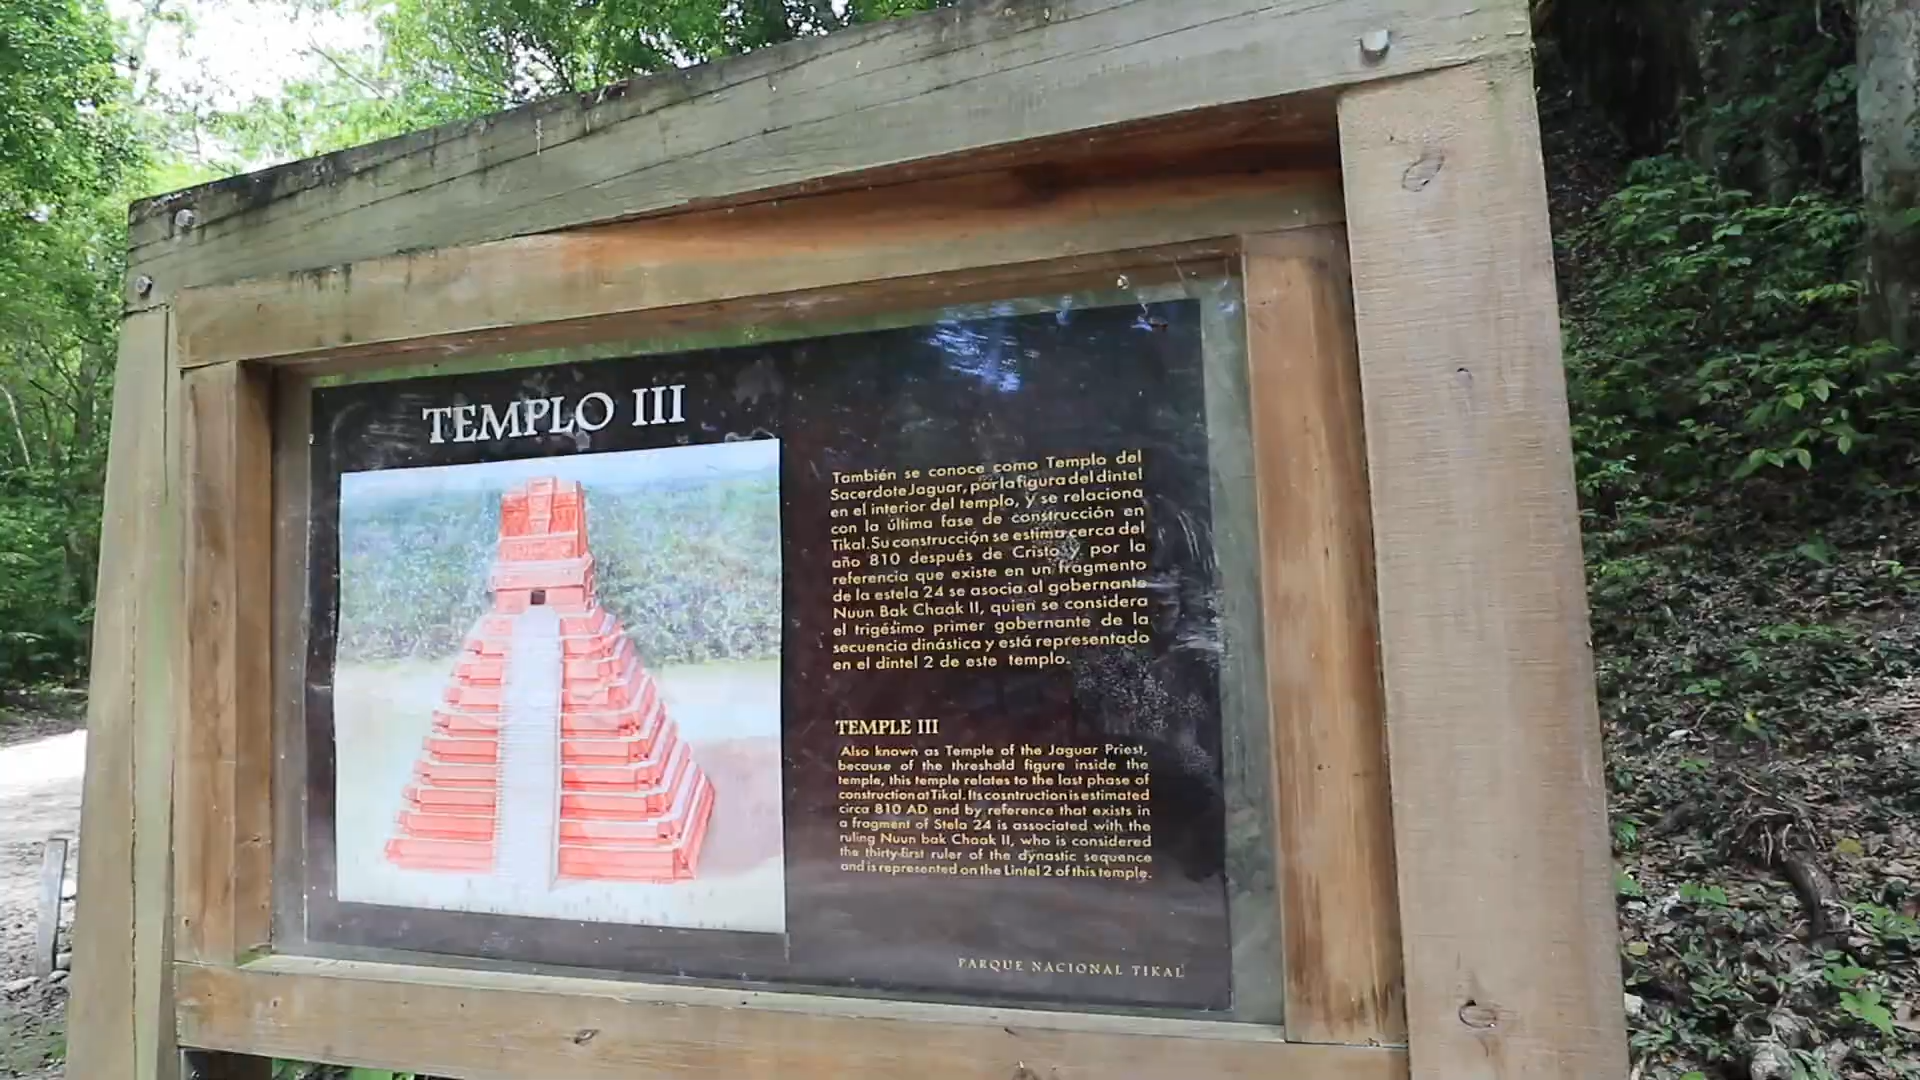 TEMPLO III
También se conoce como Templo del
Sacerdote Jaguar, por la figura del dintel
en el interior del templo, y se relaciona
con la última fase de construcción en
Tikal. Su construcción se estima cerca del
año 810 después de Cristo y por la
referencia que existe en un fragmento
de la estela 24 se asocia al gobernante
Nuun Bak Chaak II, quien se considera
el trigésimo primer gobernante de la
secuencia dinástica y está representado
en el dintel 2 de este templo.
TEMPLE III
Also known as Temple of the Jaguar Priest,
because of the threshold figure inside the
temple, this temple relates to the last phase of
construction at Tikal. Its cosntruction is estimated
circa 810 AD and by reference that exists in
a fragment of Stela 24 is associated with the
ruling Nuun bak Chaak II, who is considered
the thirty-first ruler of the dynastic sequence
and is represented on the Lintel 2 of this temple.
PARQUE NACIONAL TIKAL